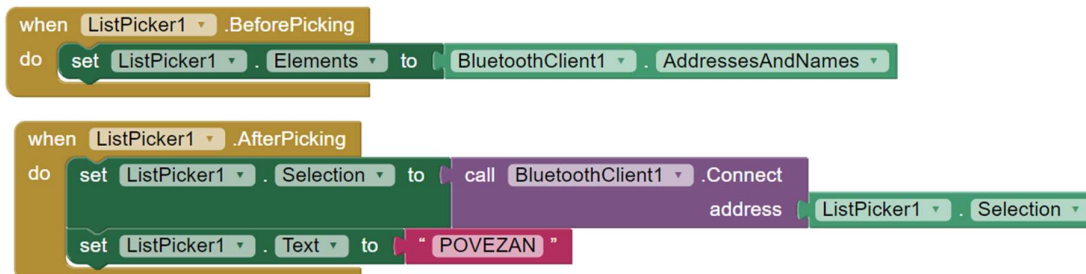 when ListPicker1 .BeforePicking
do set ListPicker1 . Elements to BluetoothClient1 . AddressesAndNames
when ListPicker1 .AfterPicking
do set ListPicker1 . Selection to call BluetoothClient1 .Connect
address ListPicker1 . Selection
set ListPicker1 . Text to “ POVEZAN ”